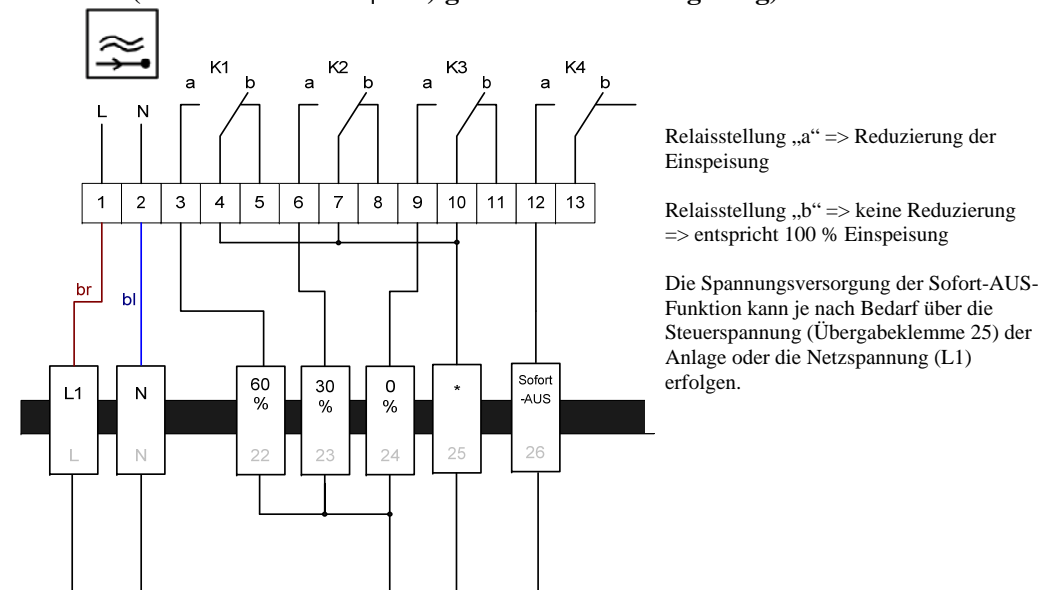 K1 K2 K3 K4
a b a b a b a b
L N
1 2 3 4 5 6 7 8 9 10 11 12 13
br
bl
L1 N 60 % 30 % 0 % * Sofort -AUS
L N 22 23 24 25 26
Relaisstellung „a“ => Reduzierung der
Einspeisung
Relaisstellung „b“ => keine Reduzierung
=> entspricht 100 % Einspeisung
Die Spannungsversorgung der Sofort-AUS-
Funktion kann je nach Bedarf über die
Steuerspannung (Übergabeklemme 25) der
Anlage oder die Netzspannung (L1)
erfolgen.